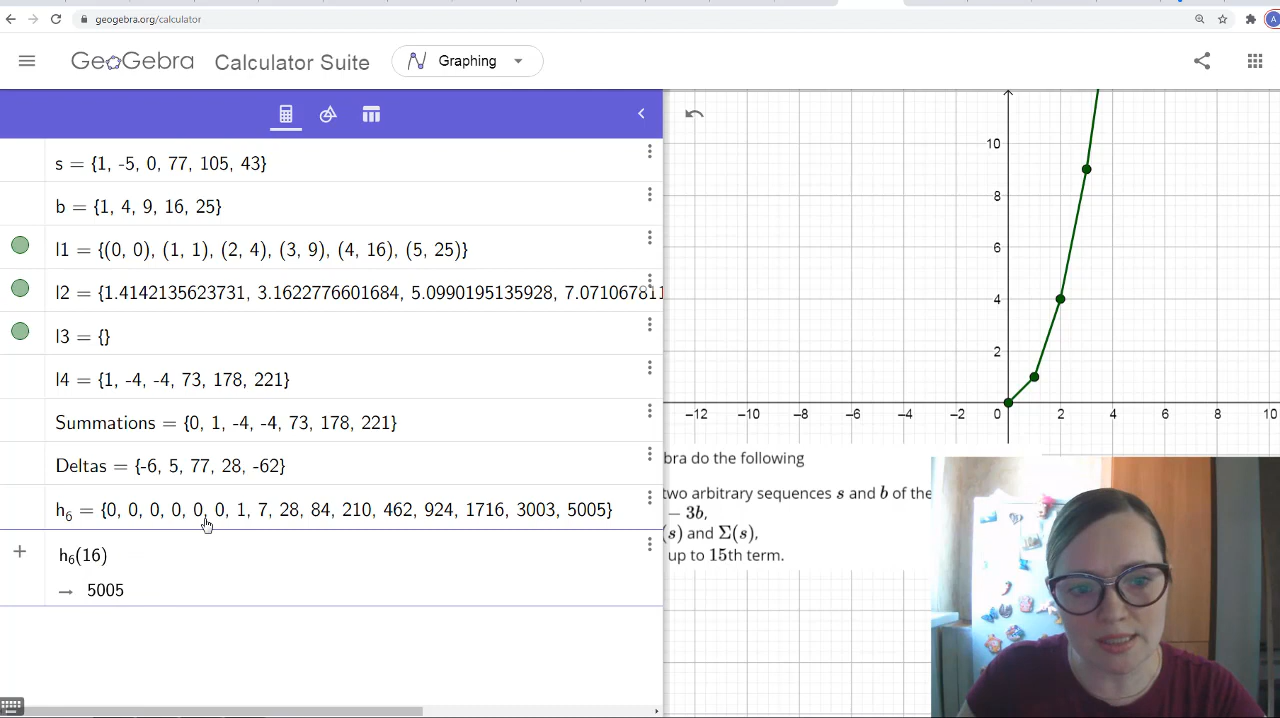 geogebra.org/calculator
A
GeoGebra
Calculator Suite
Graphing
s = {1, -5, 0, 77, 105, 43}
b = {1, 4, 9, 16, 25}
l1 = {(0, 0), (1, 1), (2, 4), (3, 9), (4, 16), (5, 25)}
l2 = {1.4142135623731, 3.1622776601684, 5.0990195135928, 7.071067811
l3 = {}
l4 = {1, -4, -4, 73, 178, 221}
Summations = {0, 1, -4, -4, 73, 178, 221}
Deltas = {-6, 5, 77, 28, -62}
h₆ = {0, 0, 0, 0, 0, 0, 1, 7, 28, 84, 210, 462, 924, 1716, 3003, 5005}
h₆(16)
→ 5005
10
8
6
4
2
−12 −10 −8 −6 −4 −2 0 2 4 6 8 10
bra do the following
two arbitrary sequences s and b of the
− 3b,
(s) and Σ(s),
up to 15th term.